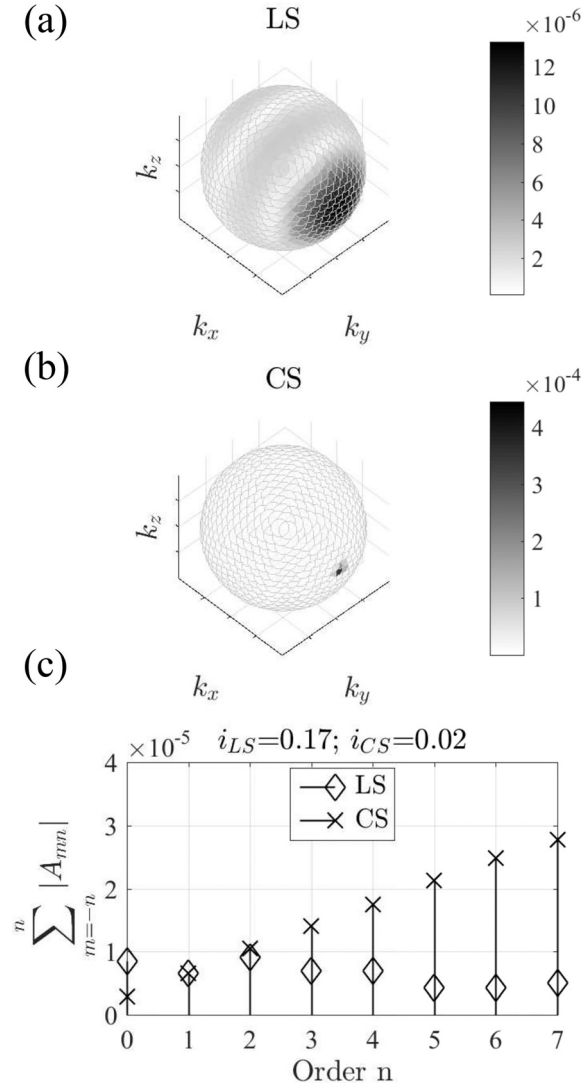 (a)
LS
×10⁻⁶
12
10
8
6
4
2
k_z
k_x
k_y
(b)
CS
×10⁻⁴
4
3
2
1
k_z
k_x
k_y
(c)
×10⁻⁵ i_LS=0.17; i_CS=0.02
LS
CS
4
3
2
1
0
n
∑ |A_mn|
m=−n
0 1 2 3 4 5 6 7
Order n